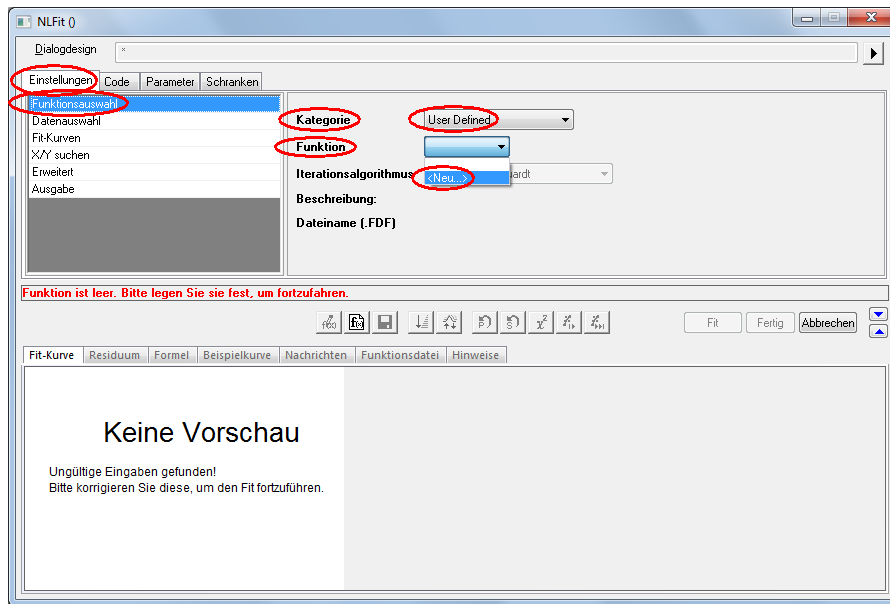 NLFit ()
Dialogdesign *
Einstellungen Code Parameter Schranken
Funktionsauswahl
Datenauswahl
Fit-Kurven
X/Y suchen
Erweitert
Ausgabe
Kategorie User Defined
Funktion
<Neu...>
Iterationsalgorithmus uardt
Beschreibung:
Dateiname (.FDF)
Funktion ist leer. Bitte legen Sie sie fest, um fortzufahren.
Fit Fertig Abbrechen
Fit-Kurve Residuum Formel Beispielkurve Nachrichten Funktionsdatei Hinweise
Keine Vorschau
Ungültige Eingaben gefunden!
Bitte korrigieren Sie diese, um den Fit fortzuführen.